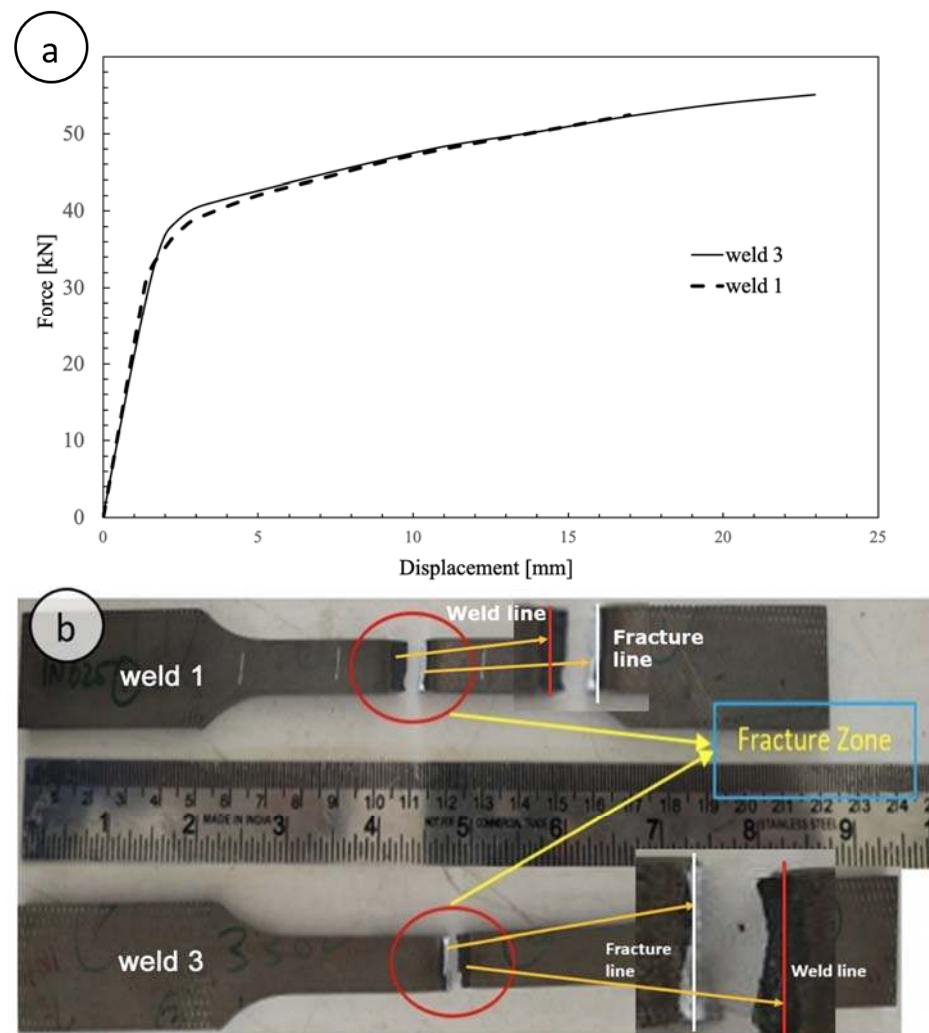 a
50
40
30
20
10
0
Force [kN]
weld 3
weld 1
0
5
10
15
20
25
Displacement [mm]
b
Weld line
Fracture
line
weld 1
Fracture Zone
1 2 3 4 5 6 7 8 9
MADE IN INDIA
COMMERCIAL
STAINLESS STEEL
weld 3
Fracture
line
Weld line